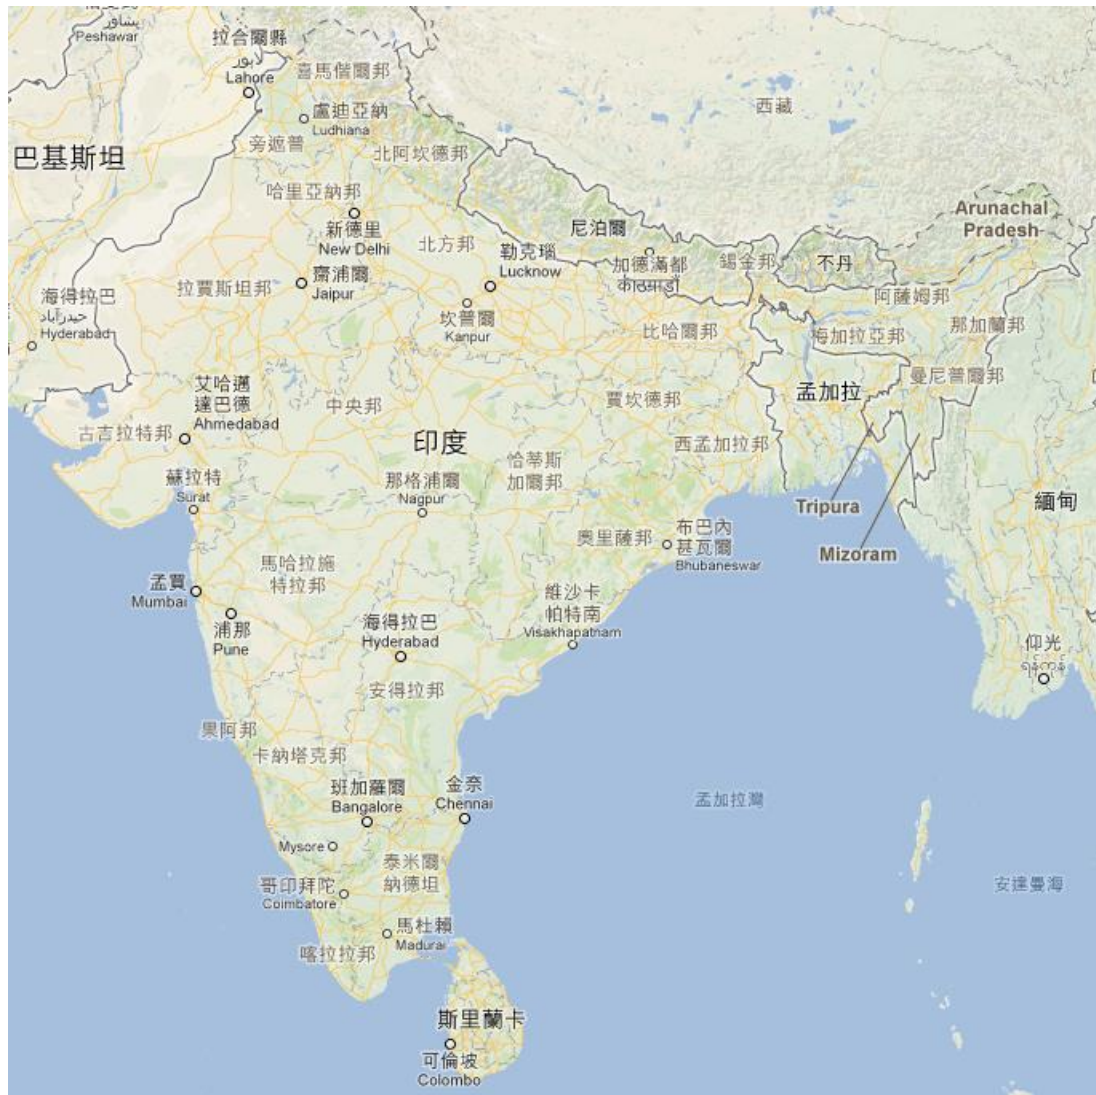 پشاور
Peshawar
拉合爾縣
لاہور
Lahore
喜馬偕爾邦
西藏
盧迪亞納
Ludhiana
旁遮普
巴基斯坦
北阿坎德邦
哈里亞納邦
Arunachal
Pradesh
新德里
New Delhi
北方邦
尼泊爾
勒克瑙
Lucknow
加德滿都
काठमाडौं
錫金邦
不丹
齋浦爾
Jaipur
拉賈斯坦邦
海得拉巴
حیدرآباد
Hyderabad
阿薩姆邦
坎普爾
Kanpur
比哈爾邦
梅加拉亞邦
那加蘭邦
曼尼普爾邦
艾哈邁
達巴德
Ahmedabad
中央邦
賈坎德邦
孟加拉
古吉拉特邦
印度
西孟加拉邦
恰蒂斯
加爾邦
蘇拉特
Surat
那格浦爾
Nagpur
Tripura
緬甸
奧里薩邦
布巴內
甚瓦爾
Bhubaneswar
Mizoram
馬哈拉施
特拉邦
孟買
Mumbai
維沙卡
帕特南
Visakhapatnam
浦那
Pune
海得拉巴
Hyderabad
仰光
ရန်ကုန်
安得拉邦
果阿邦
卡納塔克邦
班加羅爾
Bangalore
金奈
Chennai
孟加拉灣
Mysore
泰米爾
納德坦
哥印拜陀
Coimbatore
安達曼海
馬杜賴
Madurai
喀拉拉邦
斯里蘭卡
可倫坡
Colombo